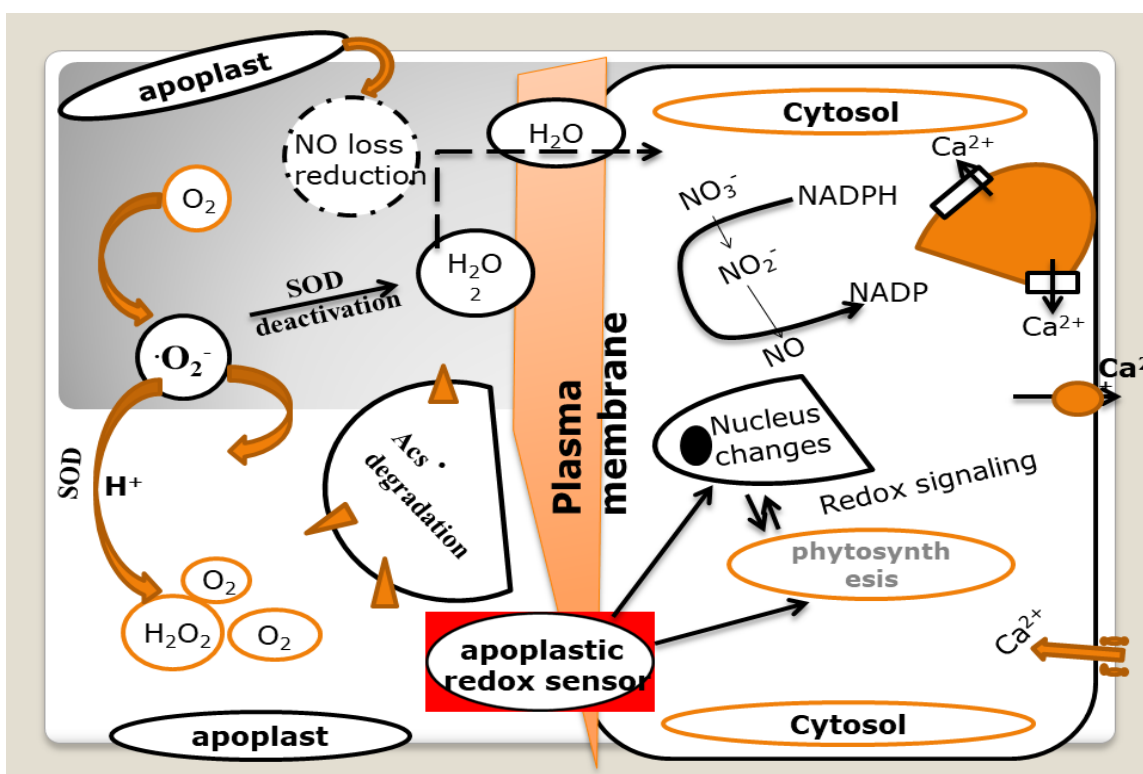 apoplast
NO loss
reduction
O₂
SOD
deactivation
H₂O
2
·O₂⁻
SOD
H⁺
Acs ·
degradation
O₂
H₂O₂
O₂
apoplast
H₂O
Plasma
membrane
apoplastic
redox sensor
Cytosol
Ca²⁺
NO₃⁻
NADPH
NO₂⁻
NADP
NO
Ca²⁺
Ca²
+
Nucleus
changes
Redox signaling
phytosynth
esis
Ca²⁺
Cytosol